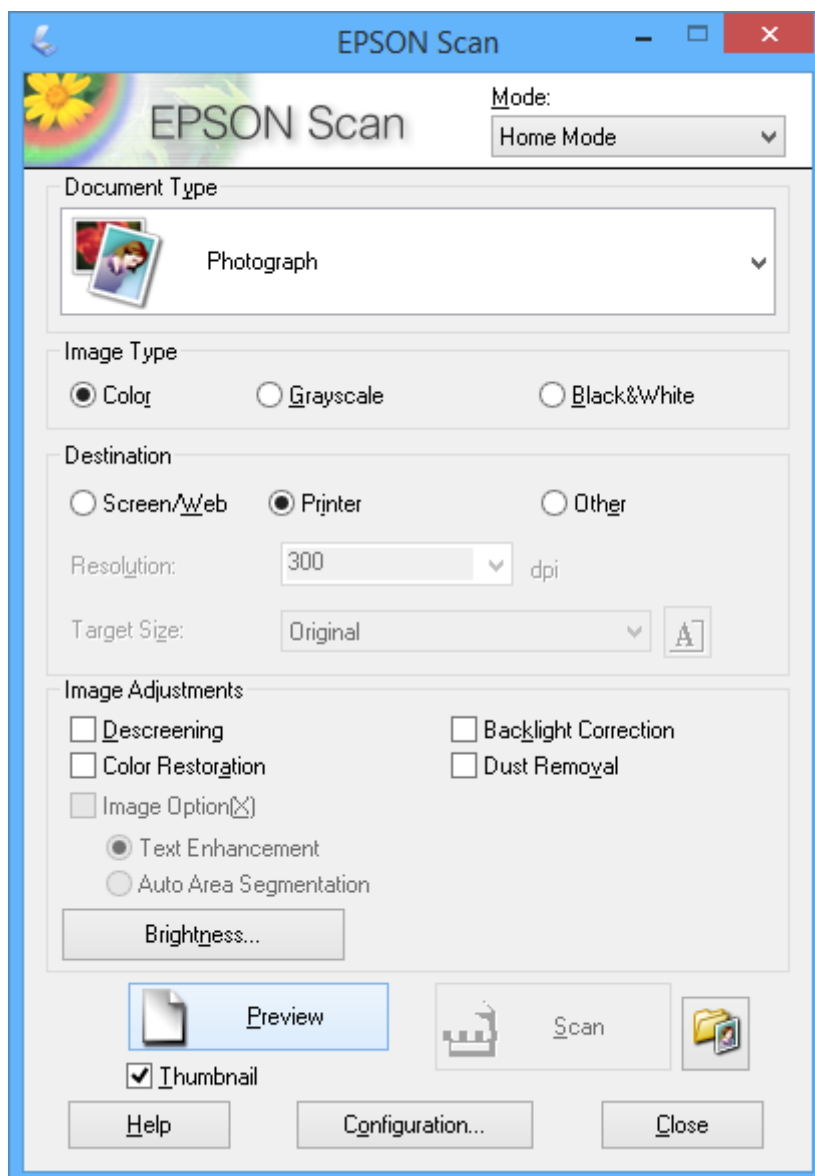 EPSON Scan
EPSON Scan
Mode:
Home Mode
Document Type
Photograph
Image Type
Color Grayscale Black&White
Destination
Screen/Web Printer Other
Resolution: 300 dpi
Target Size: Original A
Image Adjustments
Descreening Backlight Correction
Color Restoration Dust Removal
Image Option(X)
Text Enhancement
Auto Area Segmentation
Brightness...
Preview Scan
Thumbnail
Help Configuration... Close